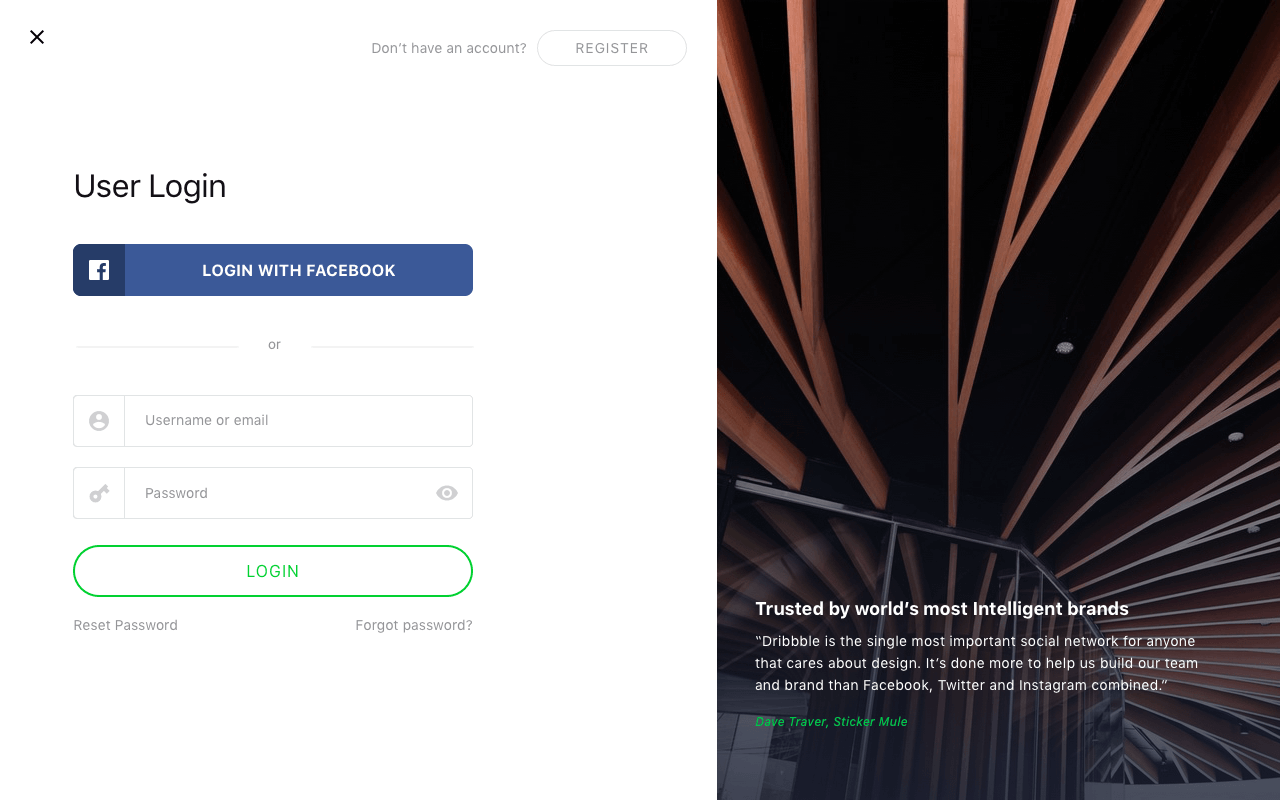 Don’t have an account?
REGISTER
User Login
LOGIN WITH FACEBOOK
or
Username or email
Password
LOGIN
Reset Password
Forgot password?
Trusted by world’s most Intelligent brands
“Dribbble is the single most important social network for anyone
that cares about design. It’s done more to help us build our team
and brand than Facebook, Twitter and Instagram combined.”
Dave Traver, Sticker Mule